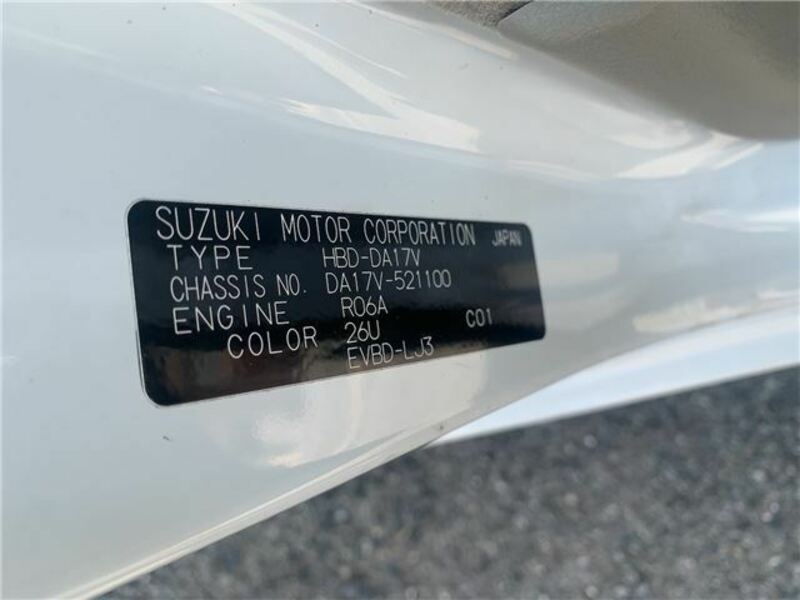 SUZUKI MOTOR CORPORATION JAPAN
TYPE HBD-DA17V
CHASSIS NO. DA17V-521100
ENGINE R06A
COLOR 26U C01
EVBD-LJ3